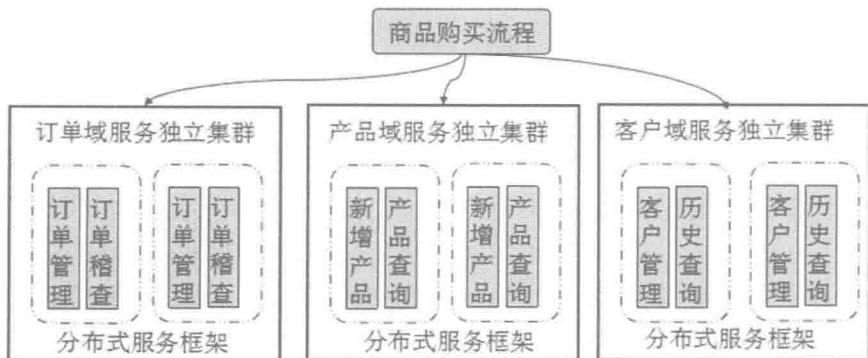 商品购买流程
订单域服务独立集群
订单管理
订单稽查
订单管理
订单稽查
分布式服务框架
产品域服务独立集群
新增产品
产品查询
新增产品
产品查询
分布式服务框架
客户域服务独立集群
客户管理
历史查询
客户管理
历史查询
分布式服务框架